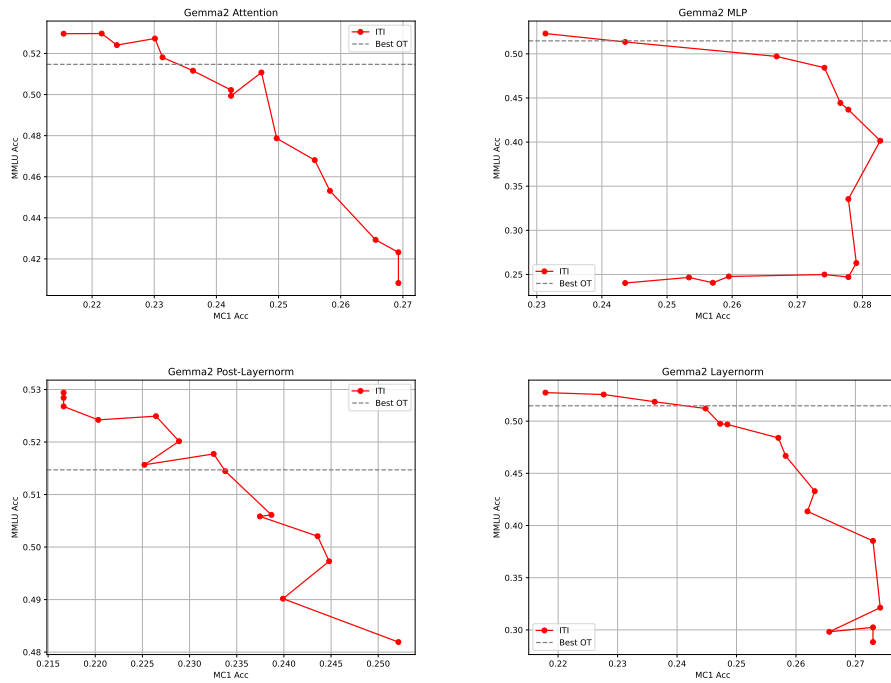 Gemma2 Attention
MMLU Acc
0.52
0.50
0.48
0.46
0.44
0.42
0.22
0.23
0.24
0.25
0.26
0.27
MC1 Acc
ITI
Best OT
Gemma2 MLP
MMLU Acc
0.50
0.45
0.40
0.35
0.30
0.25
0.23
0.24
0.25
0.26
0.27
0.28
MC1 Acc
ITI
Best OT
Gemma2 Post-Layernorm
MMLU Acc
0.53
0.52
0.51
0.50
0.49
0.48
0.215
0.220
0.225
0.230
0.235
0.240
0.245
0.250
MC1 Acc
ITI
Best OT
Gemma2 Layernorm
MMLU Acc
0.50
0.45
0.40
0.35
0.30
0.22
0.23
0.24
0.25
0.26
0.27
MC1 Acc
ITI
Best OT